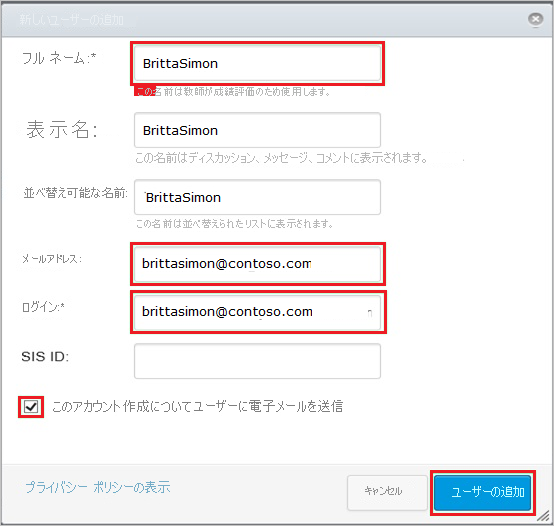 新しいユーザーの追加
フル ネーム:*
BrittaSimon
この名前は教師が成績評価のため使用します。
表示名:
BrittaSimon
この名前はディスカッション、メッセージ、コメントに表示されます。
並べ替え可能な名前:
BrittaSimon
この名前は並べ替えられたリストに表示されます。
メールアドレス:
brittasimon@contoso.com
ログイン:*
brittasimon@contoso.com
SIS ID:
このアカウント作成についてユーザーに電子メールを送信
プライバシー ポリシーの表示
キャンセル
ユーザーの追加